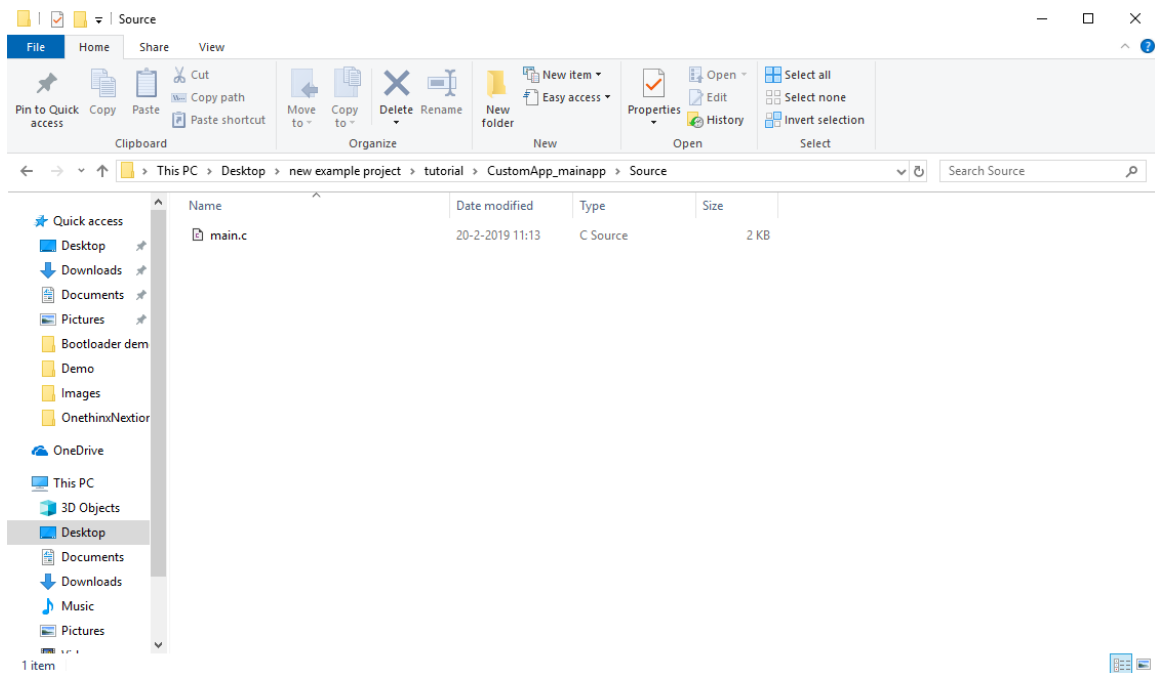 Source
File Home Share View
Pin to Quick access
Copy
Paste
Cut
Copy path
Paste shortcut
Clipboard
Move to
Copy to
Delete
Rename
Organize
New folder
New item
Easy access
New
Properties
Open
Edit
History
Open
Select all
Select none
Invert selection
Select
This PC > Desktop > new example project > tutorial > CustomApp_mainapp > Source
Search Source
Name Date modified Type Size
main.c 20-2-2019 11:13 C Source 2 KB
Quick access
Desktop
Downloads
Documents
Pictures
Bootloader dem
Demo
Images
OnethinxNextior
OneDrive
This PC
3D Objects
Desktop
Documents
Downloads
Music
Pictures
1 item